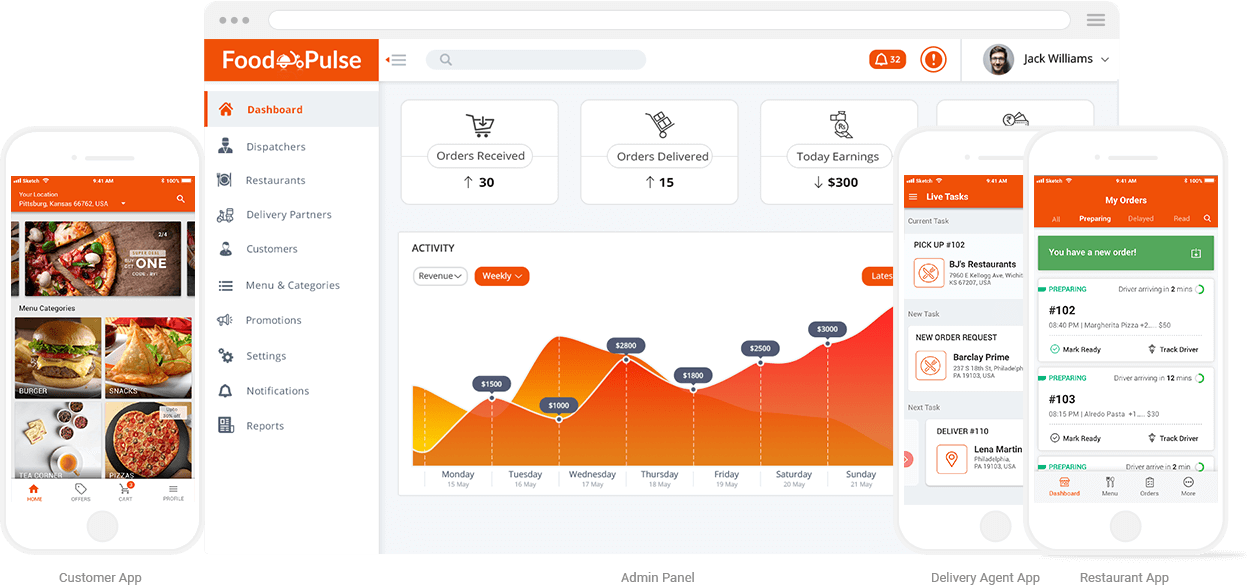 Food Pulse
32
Jack Williams
Dashboard
Dispatchers
Restaurants
Delivery Partners
Customers
Menu & Categories
Promotions
Settings
Notifications
Reports
Orders Received
↑ 30
Orders Delivered
↑ 15
Today Earnings
↓ $300
ACTIVITY
Revenue
Weekly
Lates
$1500
$1000
$2800
$1800
$2500
$3000
Monday
15 May
Tuesday
16 May
Wednesday
17 May
Thursday
18 May
Friday
19 May
Saturday
20 May
Sunday
21 May
Sketch 9:41 AM 100%
Your Location
Pittsburg, Kansas 66762, USA
2/4
SUPER DEAL
ONE
Menu Categories
BURGER
SNACKS
TEA CORNER
Upto
PIZZAS
HOME
OFFERS
CART
PROFILE
Sketch 9:41 AM
Live Tasks
Current Task
PICK UP #102
BJ's Restaurants
7960 E Kellogg Ave, Wichit
KS 67207, USA
New Task
NEW ORDER REQUEST
Barclay Prime
237 S 18th St, Philadelph
PA 19103, USA
Next Task
DELIVER #110
Lena Martin
Philadelphia,
PA 19103, USA
Sketch 9:41 AM 100%
My Orders
All Preparing Delayed Read
You have a new order!
PREPARING Driver arriving in 2 mins
#102
08:40 PM | Margherita Pizza +2.... $50
Mark Ready Track Driver
PREPARING Driver arriving in 12 mins
#103
08:15 PM | Alredo Pasta +1.... $30
Mark Ready Track Driver
PREPARING Driver arrive in 2 min
Dashboard
Menu
Orders
More
Customer App
Admin Panel
Delivery Agent App
Restaurant App